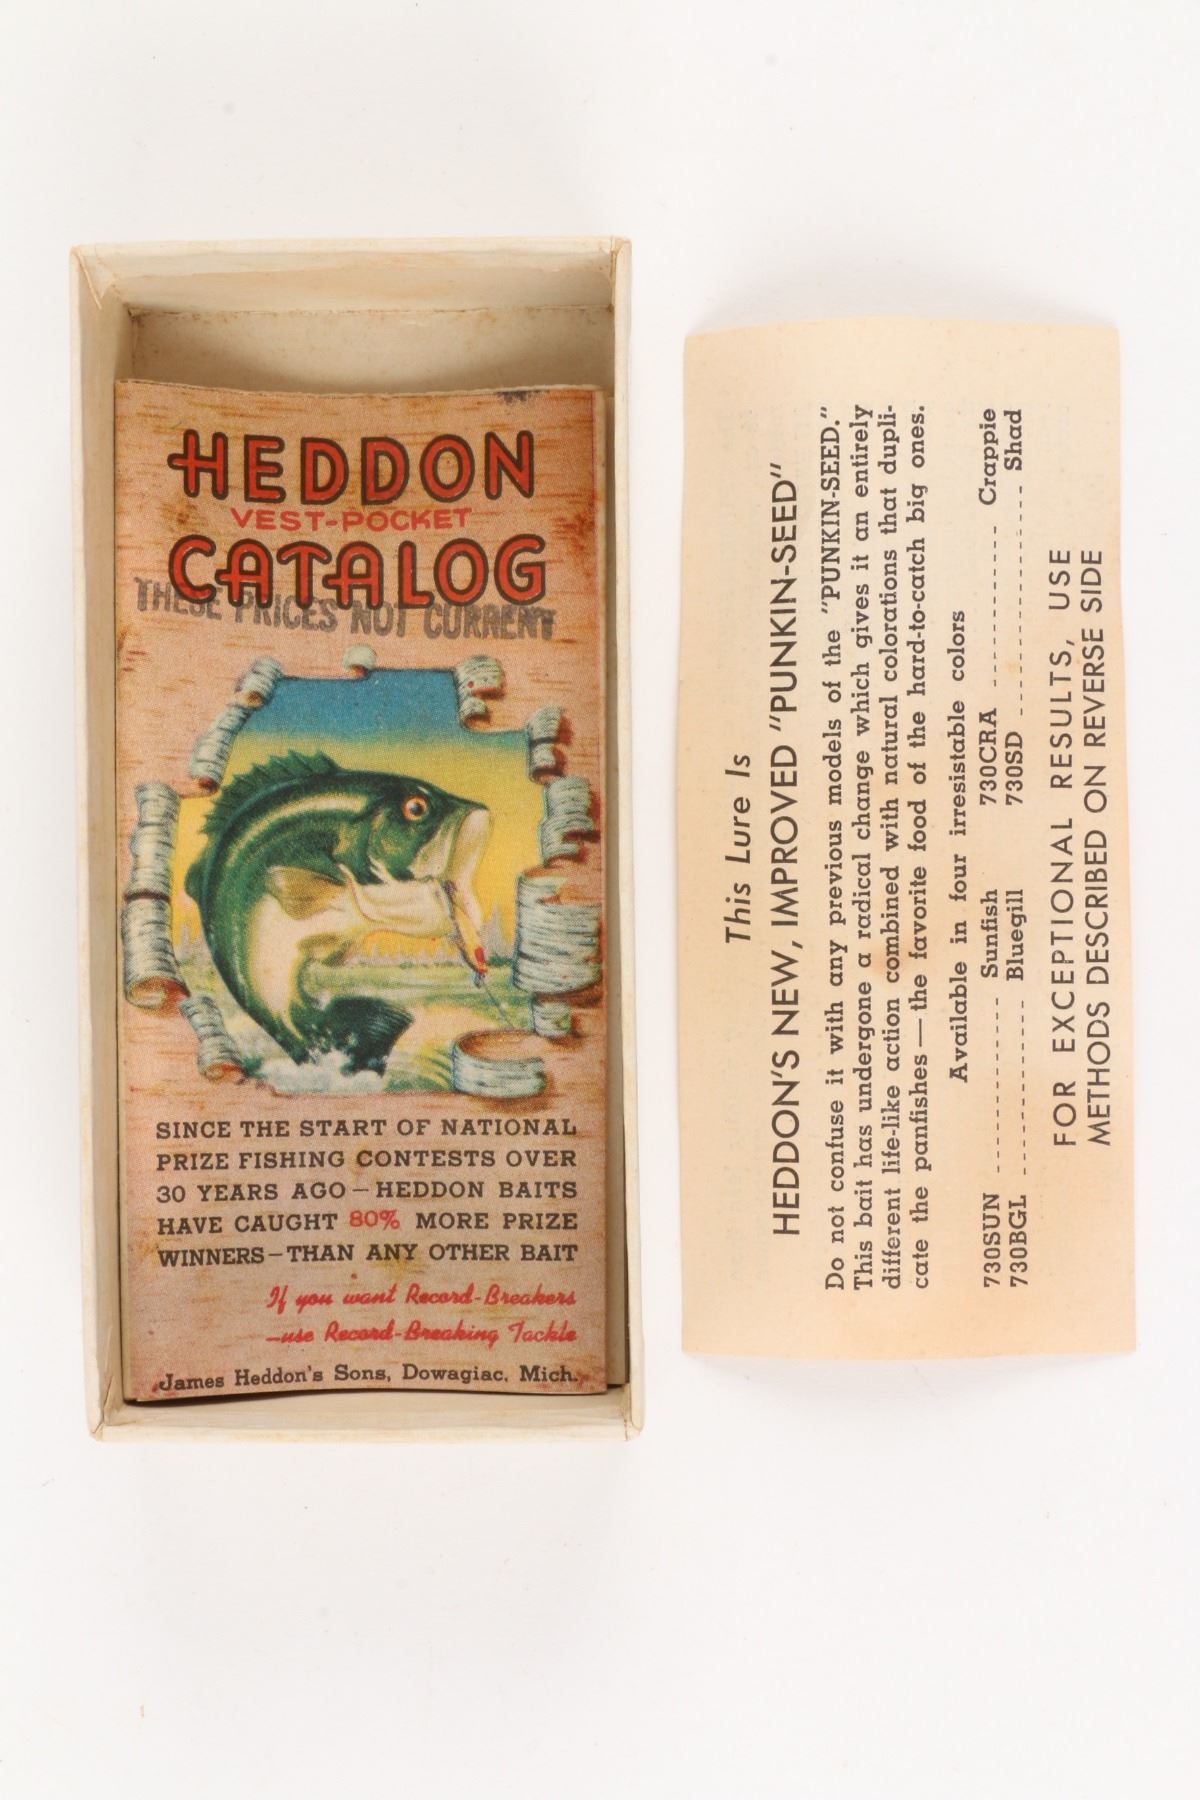 HEDDON
VEST-POCKET
CATALOG
THESE PRICES NOT CURRENT
SINCE THE START OF NATIONAL
PRIZE FISHING CONTESTS OVER
30 YEARS AGO — HEDDON BAITS
HAVE CAUGHT 80% MORE PRIZE
WINNERS — THAN ANY OTHER BAIT
If you want Record-Breakers
—use Record-Breaking Tackle
James Heddon's Sons, Dowagiac, Mich.
This Lure Is
HEDDON'S NEW, IMPROVED "PUNKIN-SEED"
Do not confuse it with any previous models of the "PUNKIN-SEED."
This bait has undergone a radical change which gives it an entirely
different life-like action combined with natural colorations that dupli-
cate the panfishes — the favorite food of the hard-to-catch big ones.
Available in four irresistable colors
730SUN ------------ Sunfish 730CRA ------------ Crappie
730BGL ------------ Bluegill 730SD ---------------- Shad
FOR EXCEPTIONAL RESULTS, USE
METHODS DESCRIBED ON REVERSE SIDE